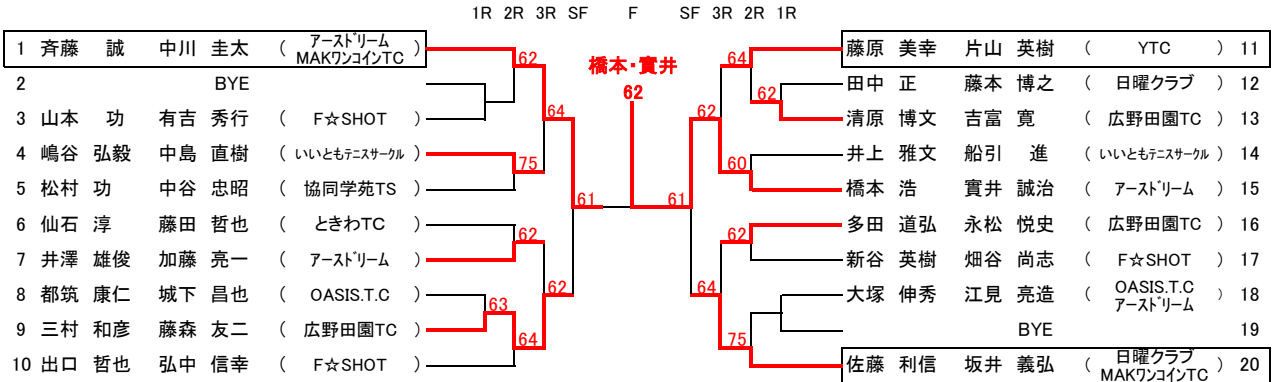 1R 2R 3R SF F SF 3R 2R 1R
1 斉藤 誠 中川 圭太 ( アースドリーム MAKワンコインTC )
2 BYE
3 山本 功 有吉 秀行 ( F☆SHOT )
4 嶋谷 弘毅 中島 直樹 ( いいともテニスサークル )
5 松村 功 中谷 忠昭 ( 協同学苑TS )
6 仙石 淳 藤田 哲也 ( ときわTC )
7 井澤 雄俊 加藤 亮一 ( アースドリーム )
8 都筑 康仁 城下 昌也 ( OASIS.T.C )
9 三村 和彦 藤森 友二 ( 広野田園TC )
10 出口 哲也 弘中 信幸 ( F☆SHOT )
62
64
75
61
62
62
63
64
橋本・實井
62
64
62
62
60
61
62
64
75
藤原 美幸 片山 英樹 ( YTC ) 11
田中 正 藤本 博之 ( 日曜クラブ ) 12
清原 博文 吉富 寛 ( 広野田園TC ) 13
井上 雅文 船引 進 ( いいともテニスサークル ) 14
橋本 浩 實井 誠治 ( アースドリーム ) 15
多田 道弘 永松 悦史 ( 広野田園TC ) 16
新谷 英樹 畑谷 尚志 ( F☆SHOT ) 17
大塚 伸秀 江見 亮造 ( OASIS.T.C アースドリーム ) 18
BYE 19
佐藤 利信 坂井 義弘 ( 日曜クラブ MAKワンコインTC ) 20